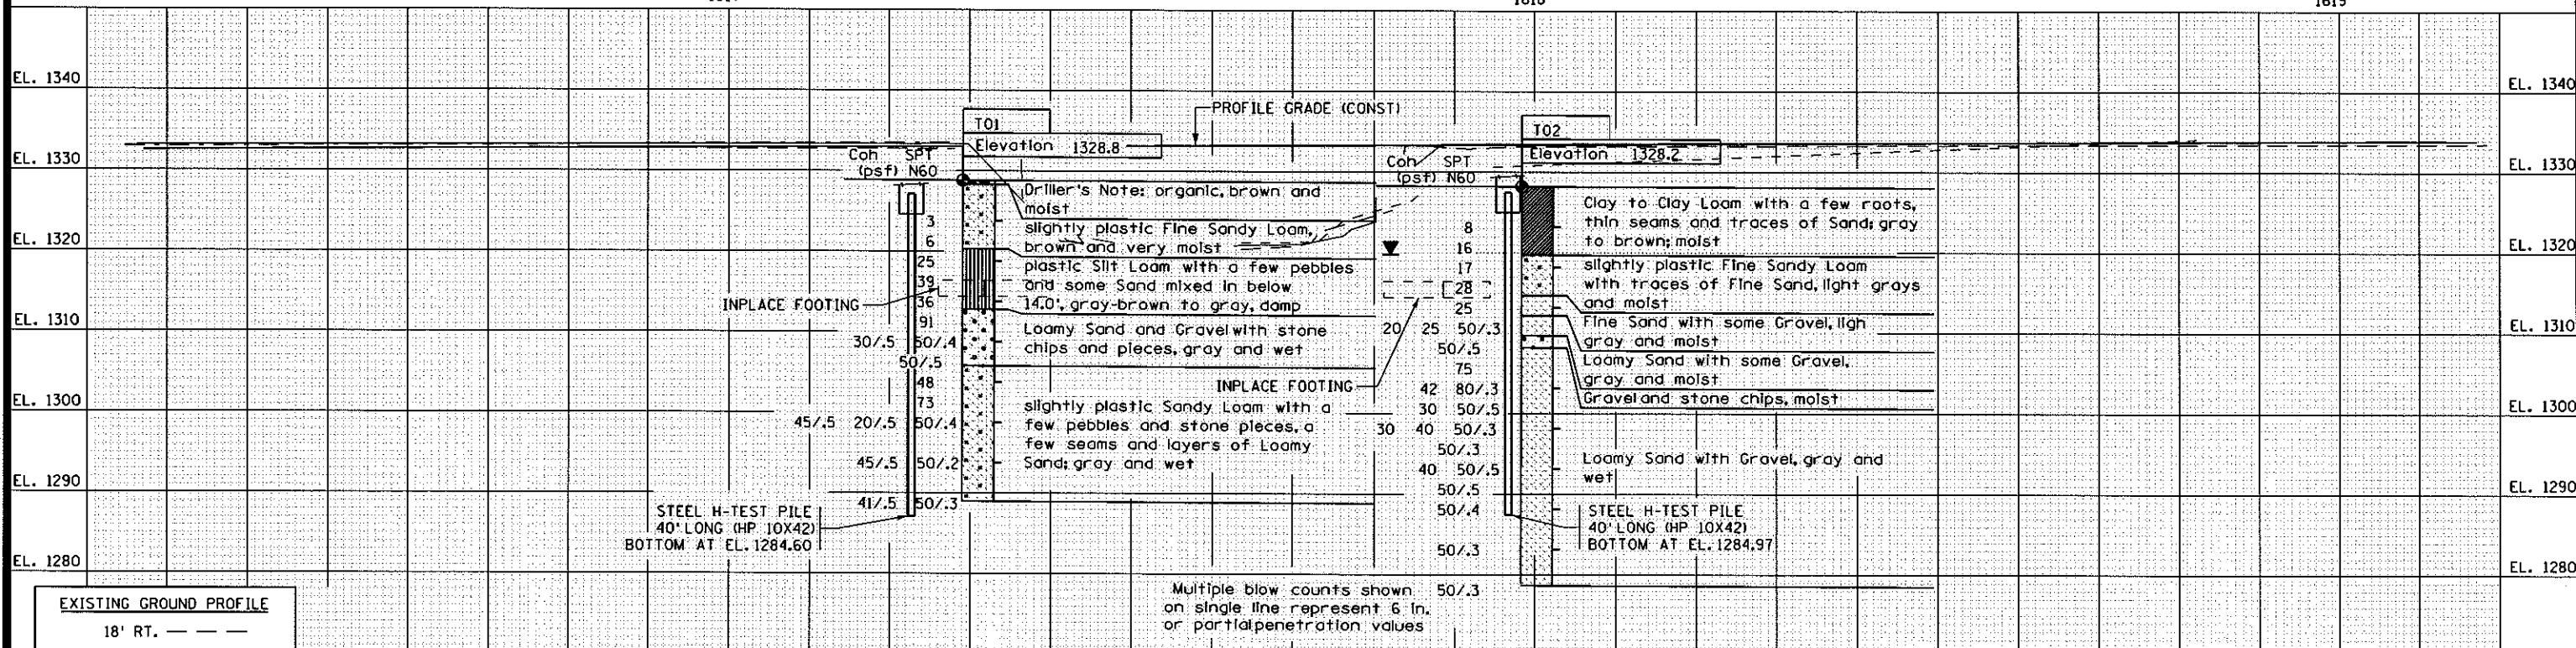 1618
1619
EL. 1340
EL. 1330
EL. 1320
EL. 1310
EL. 1300
EL. 1290
EL. 1280
T01
Elevation 1328.8
Coh SPT
(psf) N60
3
6
25
39
36
91
30/.5 50/.4
50/.5
48
73
45/.5 20/.5 50/.4
45/.5 50/.2
41/.5 50/.3
Driller's Note: organic, brown and
moist
slightly plastic Fine Sandy Loam,
brown and very moist
plastic Silt Loam with a few pebbles
and some Sand mixed in below
14.0', gray-brown to gray, damp
Loamy Sand and Gravel with stone
chips and pieces, gray and wet
slightly plastic Sandy Loam with a
few pebbles and stone pieces, a
few seams and layers of Loamy
Sand; gray and wet
INPLACE FOOTING
STEEL H-TEST PILE
40' LONG (HP 10X42)
BOTTOM AT EL. 1284.60
PROFILE GRADE (CONST)
T02
Elevation 1328.2
Coh SPT
(psf) N60
8
16
17
28
25
20 25 50/.3
50/.5
75
42 80/.3
30 50/.5
30 40 50/.3
50/.3
40 50/.5
50/.5
50/.4
50/.3
50/.3
INPLACE FOOTING
Clay to Clay Loam with a few roots,
thin seams and traces of Sand; gray
to brown; moist
slightly plastic Fine Sandy Loam
with traces of Fine Sand, light grays
and moist
Fine Sand with some Gravel, ligh
gray and moist
Loamy Sand with some Gravel,
gray and moist
Gravel and stone chips, moist
Loamy Sand with Gravel, gray and
wet
STEEL H-TEST PILE
40' LONG (HP 10X42)
BOTTOM AT EL. 1284.97
Multiple blow counts shown
on single line represent 6 in.
or partial penetration values
EL. 1340
EL. 1330
EL. 1320
EL. 1310
EL. 1300
EL. 1290
EL. 1280
EXISTING GROUND PROFILE
18' RT.